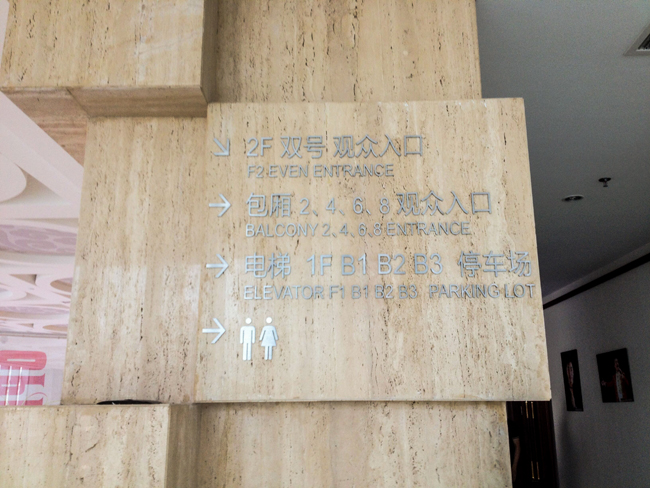 2F 双号 观众入口
F2 EVEN ENTRANCE
包厢 2、4、6、8 观众入口
BALCONY 2, 4, 6, 8 ENTRANCE
电梯 1F B1 B2 B3 停车场
ELEVATOR F1 B1 B2 B3 PARKING LOT